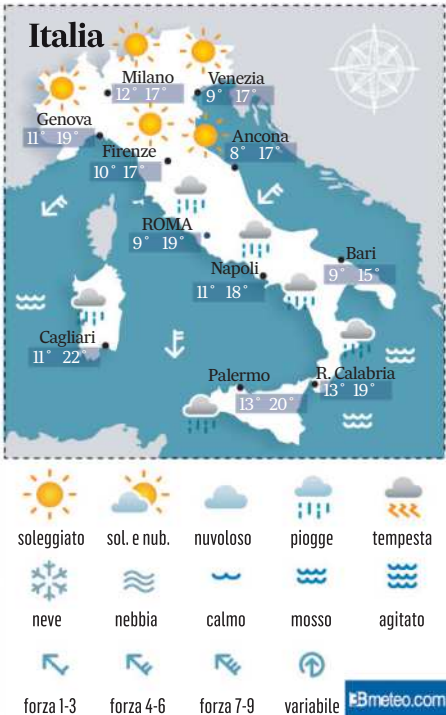 Italia
Milano
12° 17°
Venezia
9° 17°
Genova
11° 19°
Firenze
10° 17°
Ancona
8° 17°
ROMA
9° 19°
Napoli
11° 18°
Bari
9° 15°
Cagliari
11° 22°
Palermo
13° 20°
R. Calabria
13° 19°
soleggiato sol. e nub. nuvoloso piogge tempesta
neve nebbia calmo mosso agitato
forza 1-3 forza 4-6 forza 7-9 variabile
3Bmeteo.com